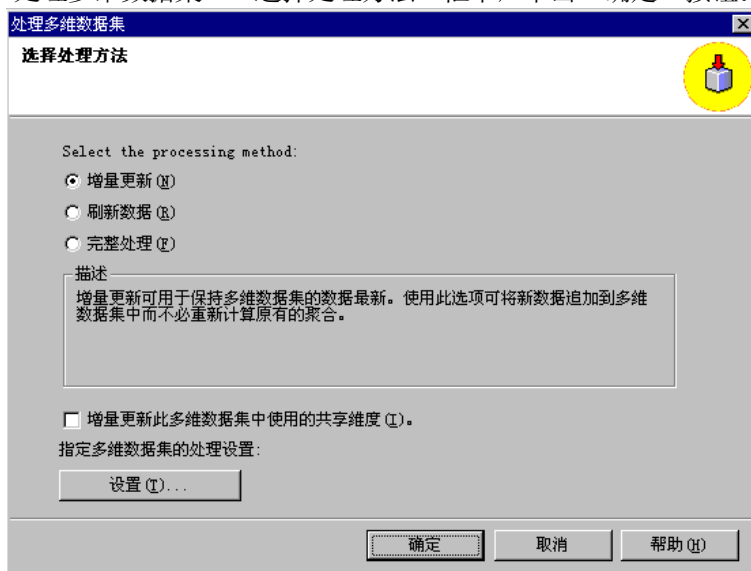 处理多维数据集
选择处理方法
Select the processing method:
增量更新(N)
刷新数据(R)
完整处理(F)
描述
增量更新可用于保持多维数据集的数据最新。使用此选项可将新数据追加到多维
数据集中而不必重新计算原有的聚合。
增量更新此多维数据集中使用的共享维度(I)。
指定多维数据集的处理设置:
设置(T)...
确定
取消
帮助(H)